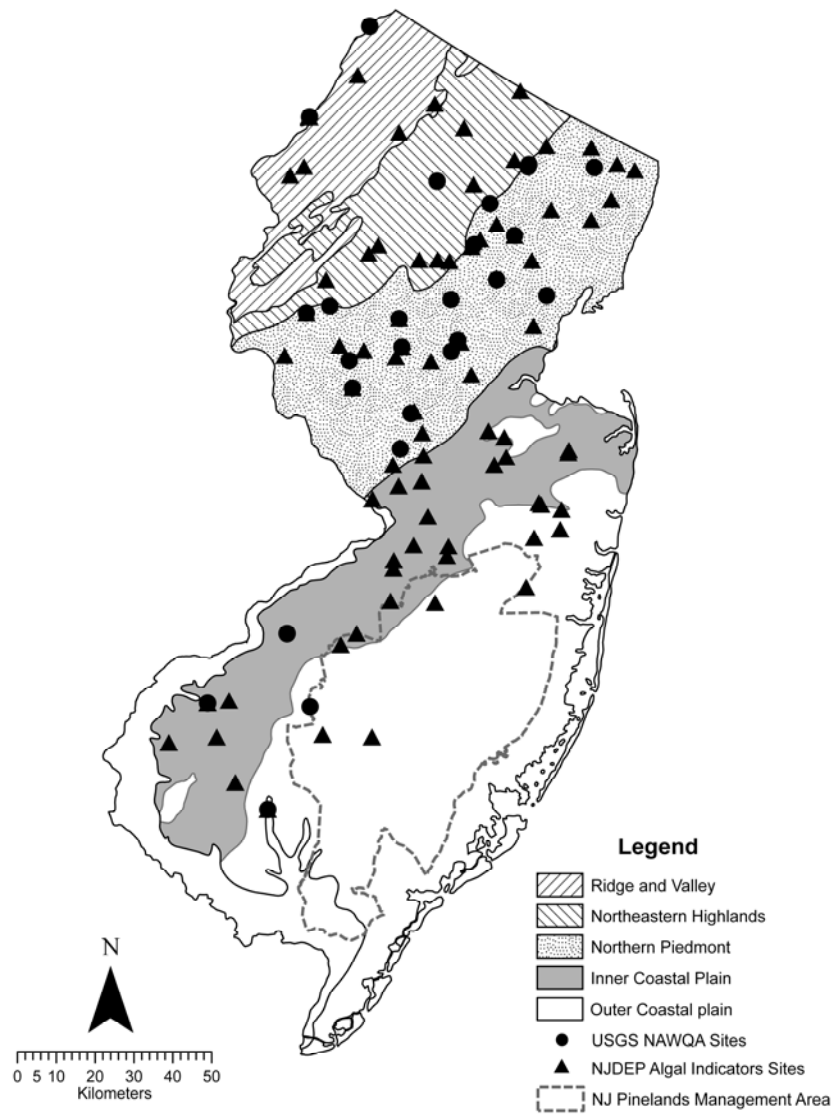 Legend
Ridge and Valley
Northeastern Highlands
Northern Piedmont
Inner Coastal Plain
Outer Coastal plain
USGS NAWQA Sites
NJDEP Algal Indicators Sites
NJ Pinelands Management Area
N
0 5 10 20 30 40 50
Kilometers